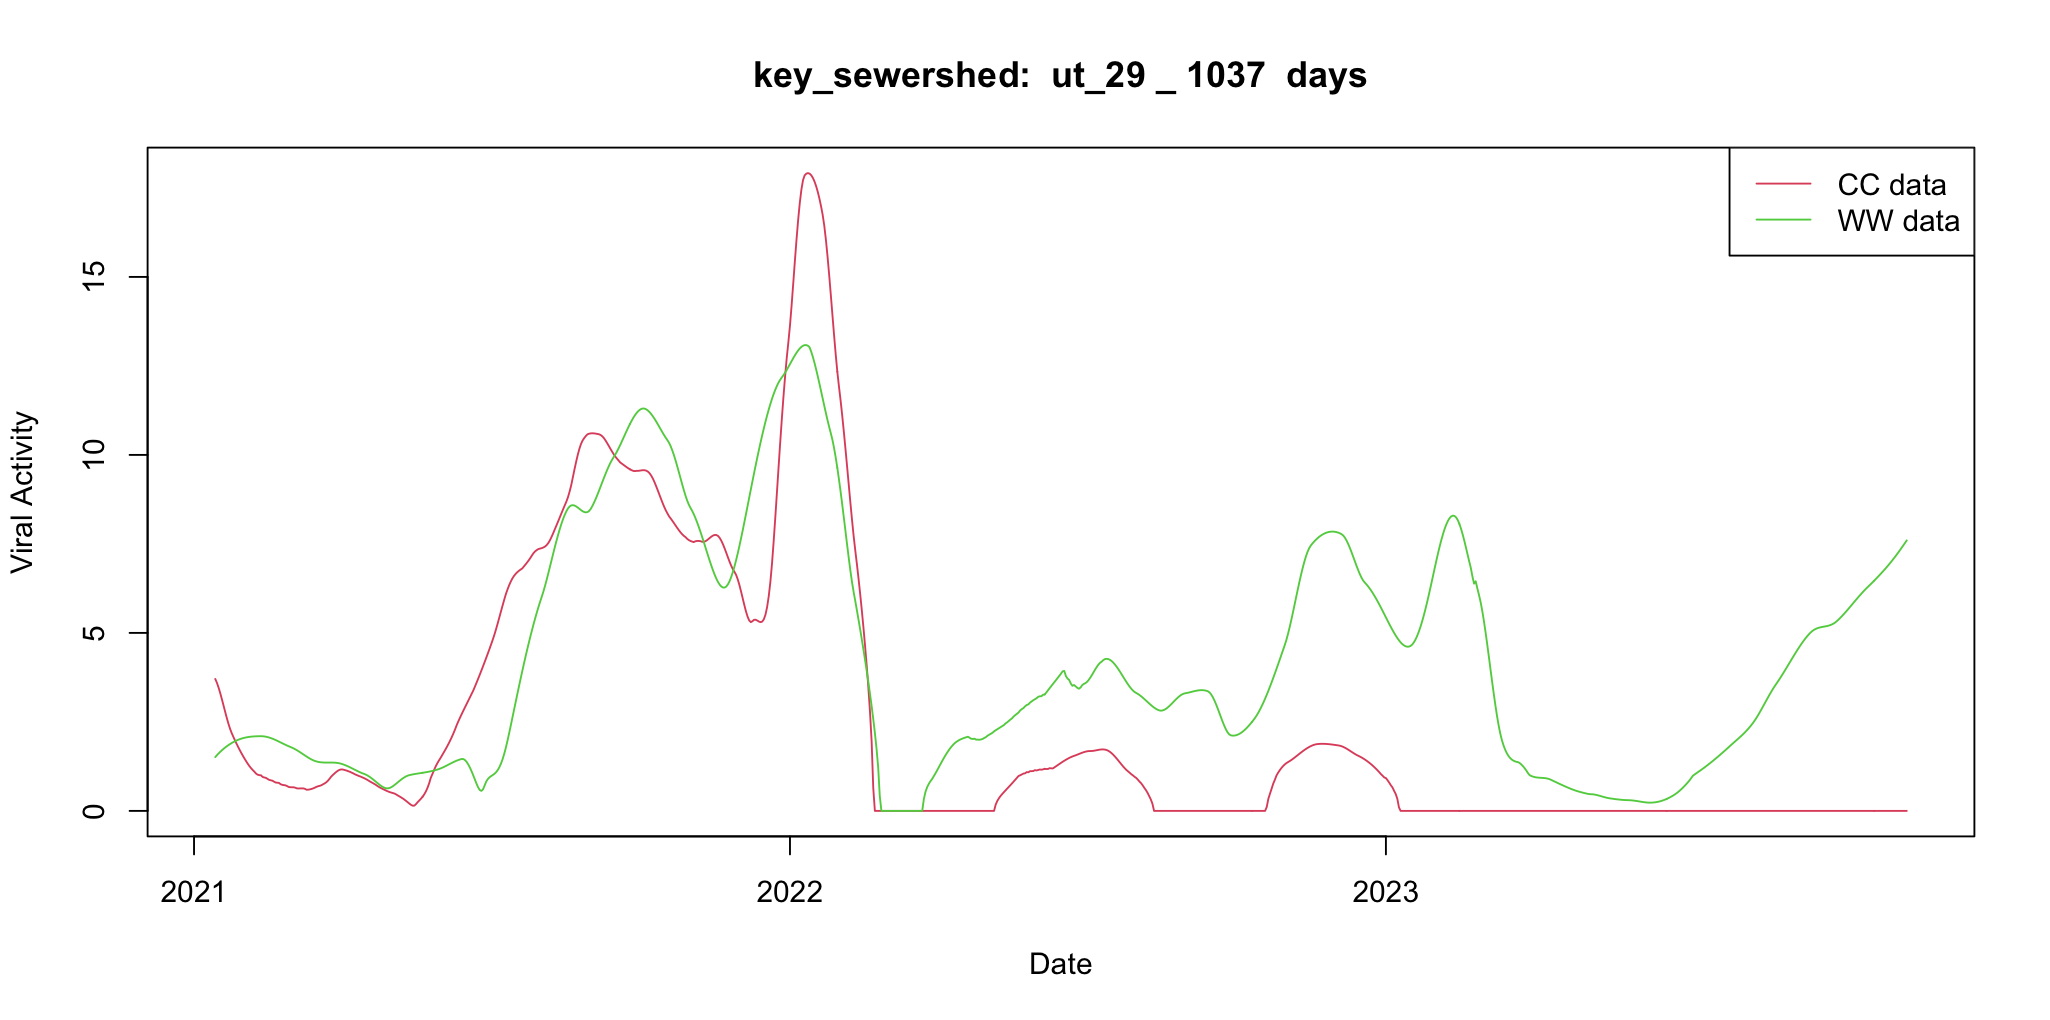 key_sewershed:  ut_29 _ 1037  days
CC data
WW data
Viral Activity
15
10
5
0
2021
2022
2023
Date